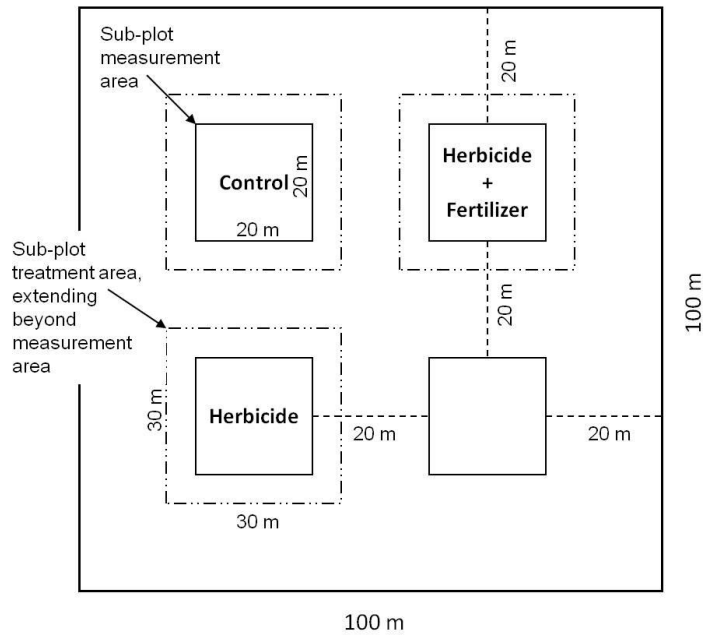 Sub-plot
measurement
area
20 m
Control
20 m
20 m
Herbicide
+
Fertilizer
Sub-plot
treatment area,
extending
beyond
measurement
area
20 m
100 m
30 m
Herbicide
20 m
20 m
30 m
100 m